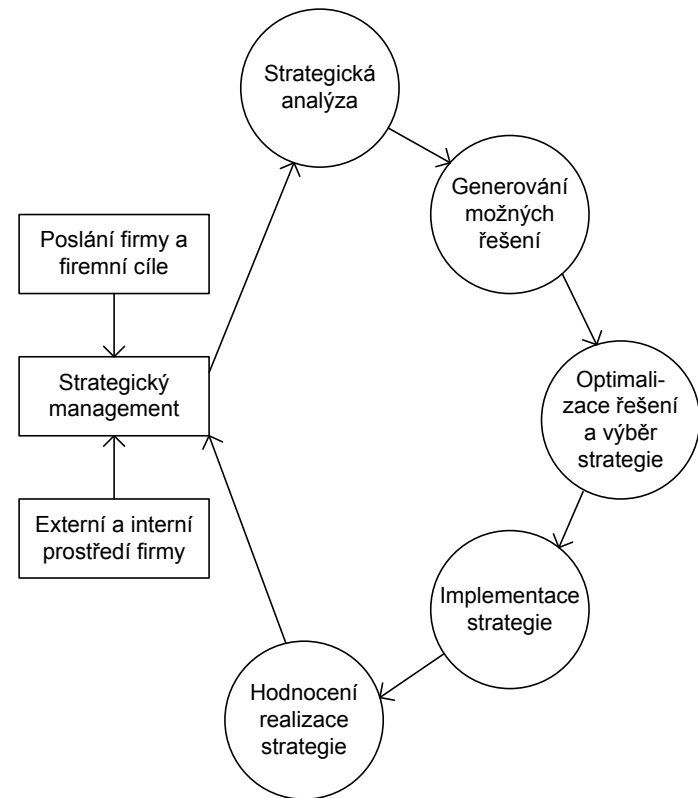 Strategická
analýza
Generování
možných
řešení
Poslání firmy a
firemní cíle
Strategický
management
Optimali-
zace řešení
a výběr
strategie
Externí a interní
prostředí firmy
Implementace
strategie
Hodnocení
realizace
strategie